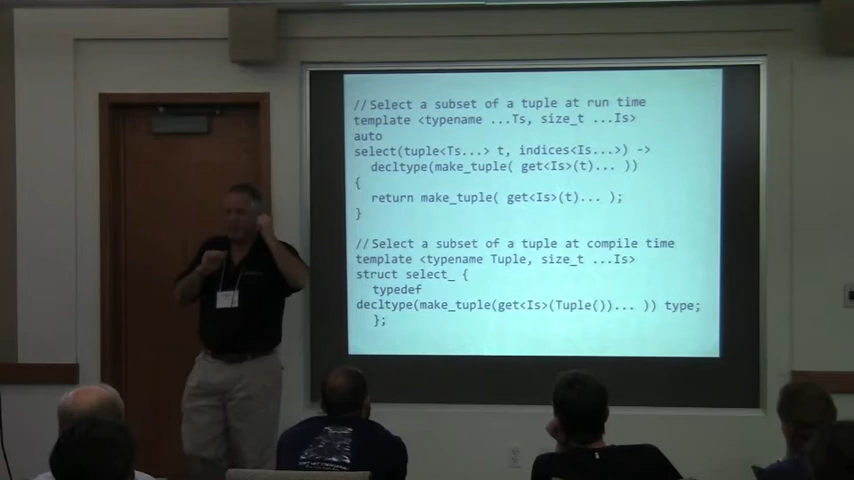 //Select a subset of a tuple at run time
template <typename ...Ts, size_t ...Is>
auto
select(tuple<Ts...> t, indices<Is...>) ->
decltype(make_tuple( get<Is>(t)... ))
{
return make_tuple( get<Is>(t)... );
}
//Select a subset of a tuple at compile time
template <typename Tuple, size_t ...Is>
struct select_ {
typedef
decltype(make_tuple(get<Is>(Tuple())... )) type;
};